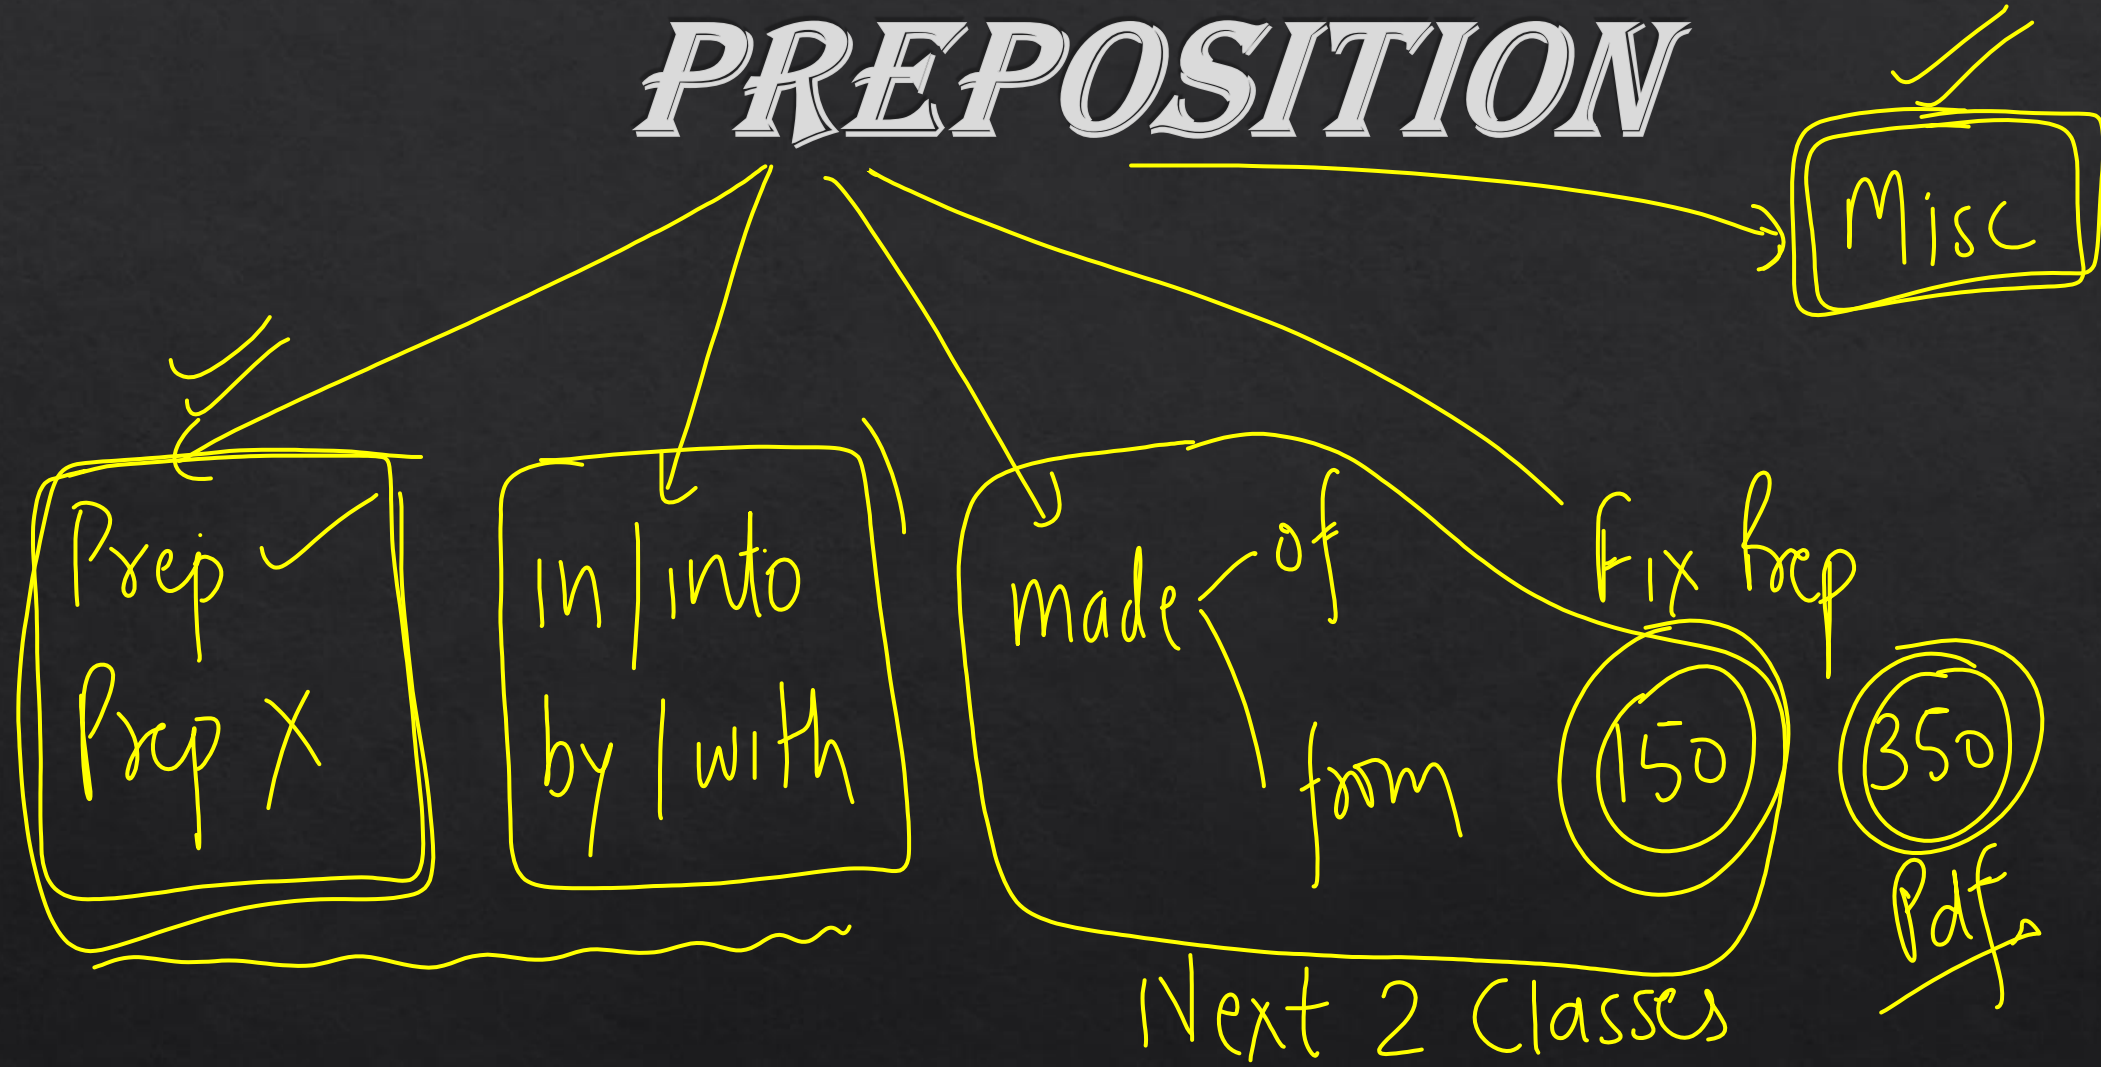 PREPOSITION
Misc
Prep ✓
Prep X
in/into
by/with
made
of
from
Fix Prep
150
350
Pdf
Next 2 Classes